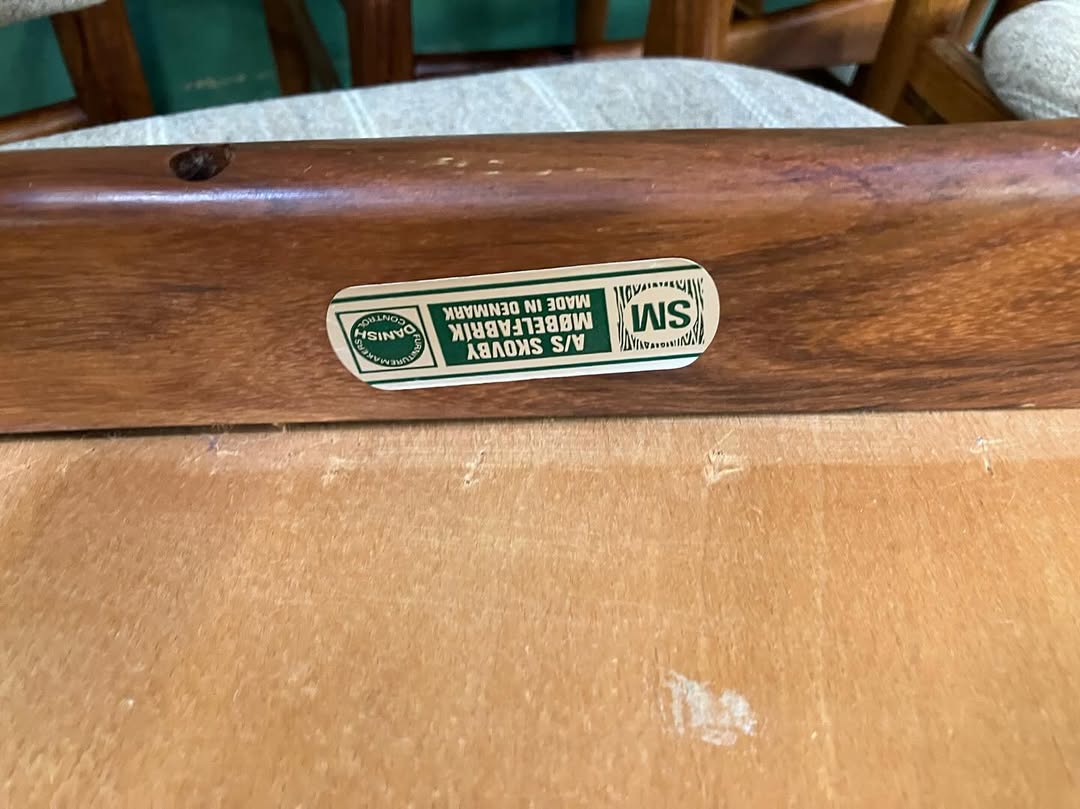 SM
A/S SKOVBY
MØBELFABRIK
MADE IN DENMARK
FURNITUREMAKERS
DANISH
CONTROL